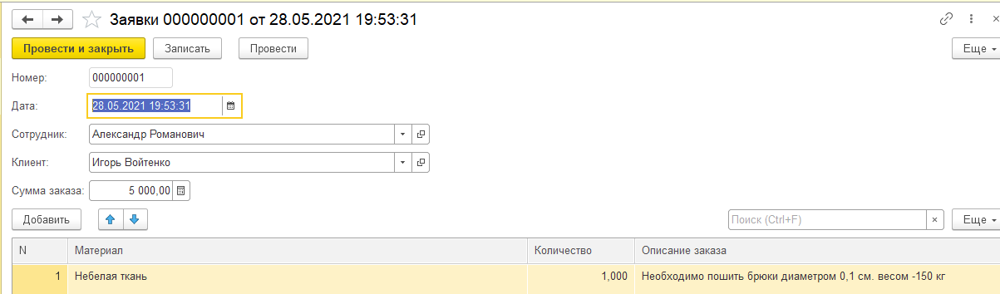 Заявки 000000001 от 28.05.2021 19:53:31
Провести и закрыть Записать Провести Еще
Номер: 000000001
Дата: 28.05.2021 19:53:31
Сотрудник: Александр Романович
Клиент: Игорь Войтенко
Сумма заказа: 5 000,00
Добавить Поиск (Ctrl+F) × Еще
N Материал Количество Описание заказа
1 Небелая ткань 1,000 Необходимо пошить брюки диаметром 0,1 см. весом -150 кг